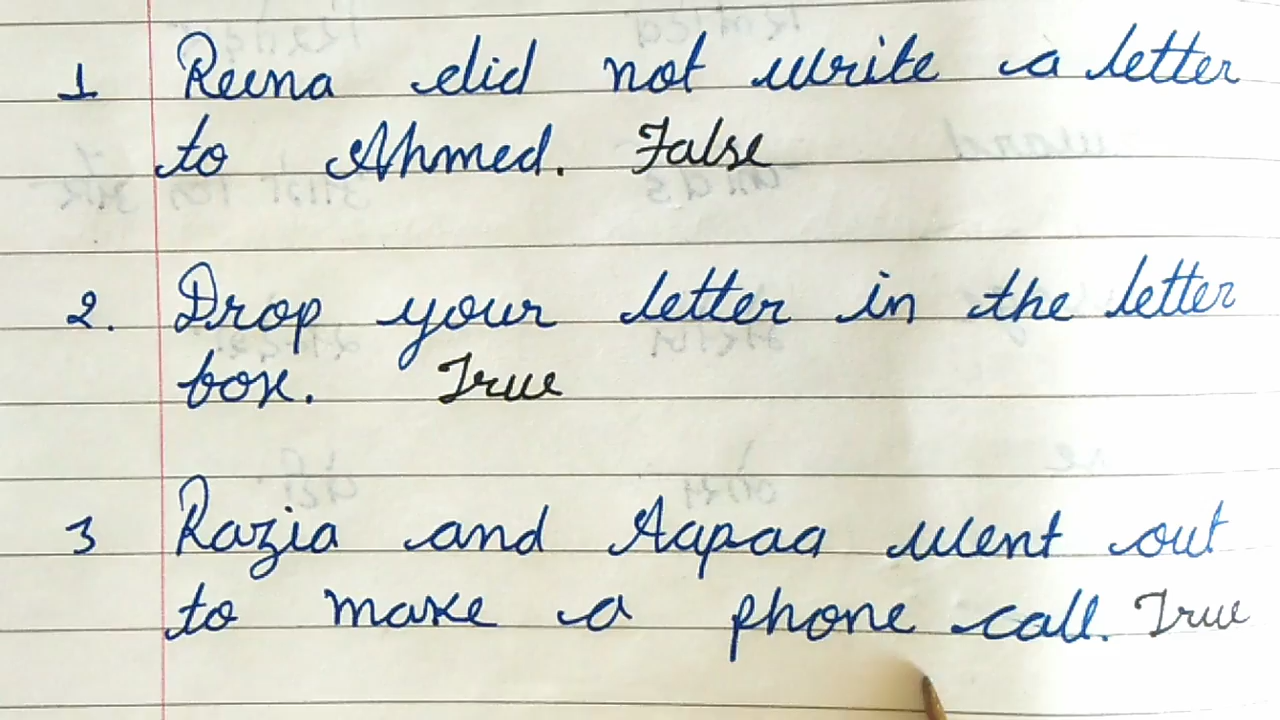 1 Reena did not write a letter
to Ahmed. False
2. Drop your letter in the letter
box. True
3 Razia and Aapaa went out
to make a phone call. True